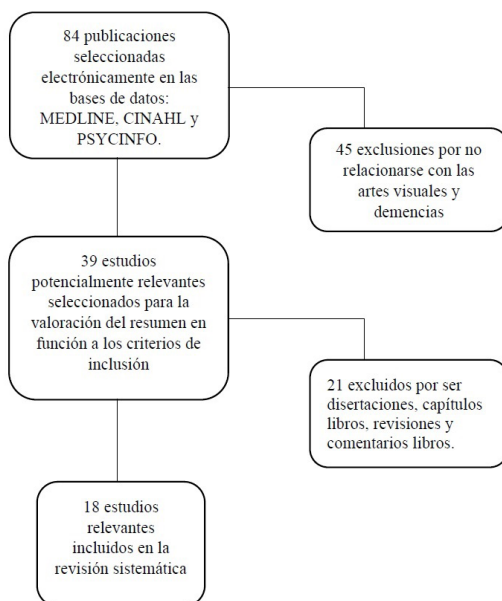 84 publicaciones
seleccionadas
electrónicamente en las
bases de datos:
MEDLINE, CINAHL y
PSYCINFO.
45 exclusiones por no
relacionarse con las
artes visuales y
demencias
39 estudios
potencialmente relevantes
seleccionados para la
valoración del resumen en
función a los criterios de
inclusión
21 excluidos por ser
disertaciones, capítulos
libros, revisiones y
comentarios libros.
18 estudios
relevantes
incluidos en la
revisión sistemática